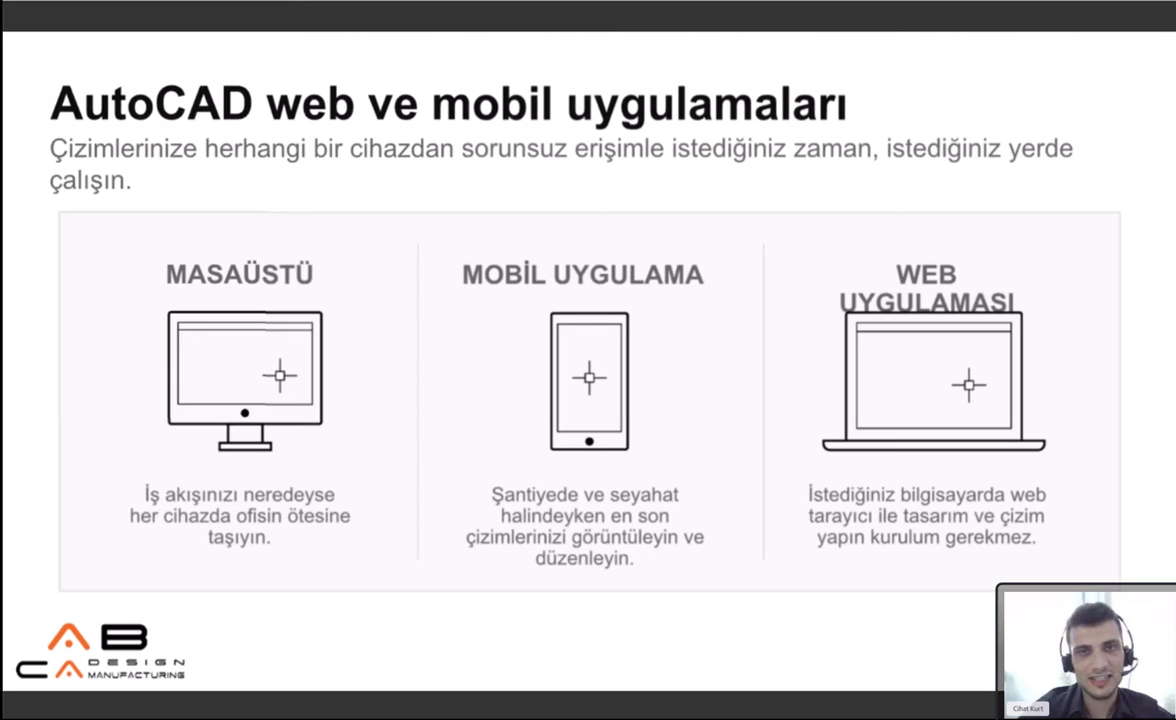 AutoCAD web ve mobil uygulamaları
Çizimlerinize herhangi bir cihazdan sorunsuz erişimle istediğiniz zaman, istediğiniz yerde
çalışın.
MASAÜSTÜ
İş akışınızı neredeyse
her cihazda ofisin ötesine
taşıyın.
MOBİL UYGULAMA
Şantiyede ve seyahat
halindeyken en son
çizimlerinizi görüntüleyin ve
düzenleyin.
WEB
UYGULAMASI
İstediğiniz bilgisayarda web
tarayıcı ile tasarım ve çizim
yapın kurulum gerekmez.
AB
CA DESIGN
MANUFACTURING
Cihat Kurt